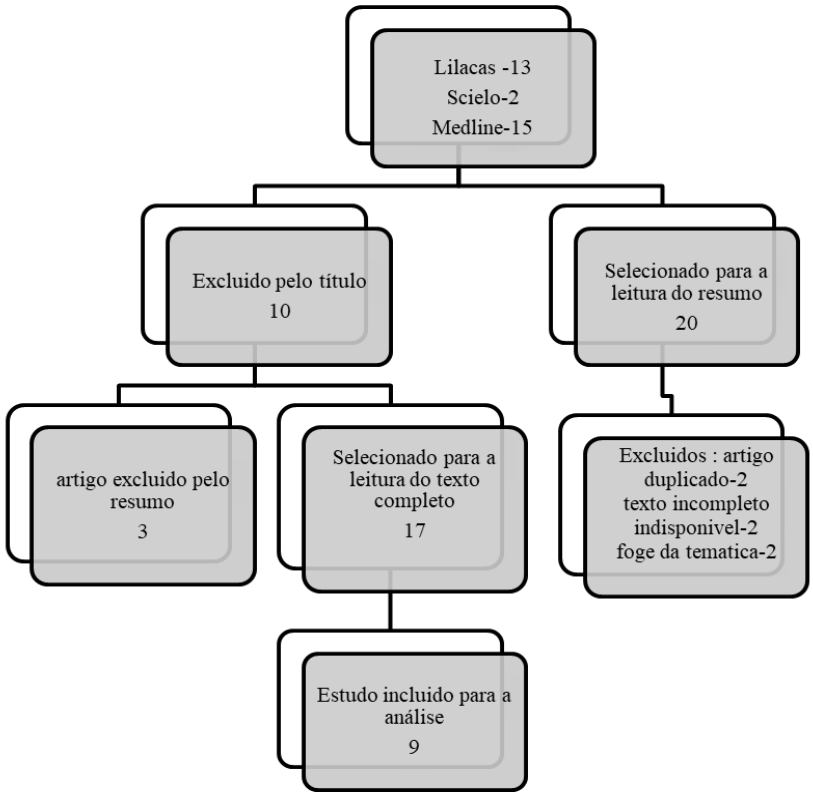 Lilacas -13
Scielo-2
Medline-15
Excluido pelo título
10
Selecionado para a
leitura do resumo
20
artigo excluido pelo
resumo
3
Selecionado para a
leitura do texto
completo
17
Excluidos : artigo
duplicado-2
texto incompleto
indisponivel-2
foge da tematica-2
Estudo incluido para a
análise
9